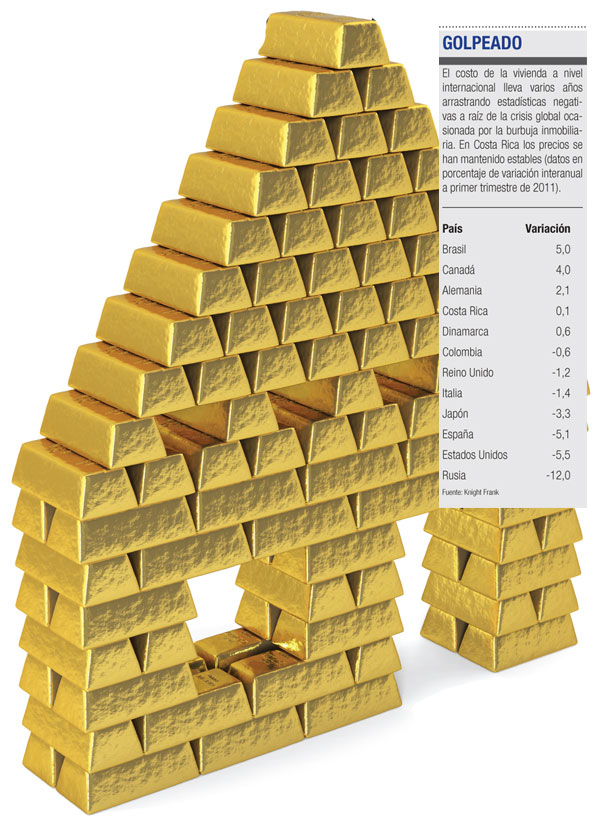 GOLPEADO
El costo de la vivienda a nivel
internacional lleva varios años
arrastrando estadísticas negati-
vas a raíz de la crisis global oca-
sionada por la burbuja inmobilia-
ria. En Costa Rica los precios se
han mantenido estables (datos en
porcentaje de variación interanual
a primer trimestre de 2011).
País Variación
Brasil 5,0
Canadá 4,0
Alemania 2,1
Costa Rica 0,1
Dinamarca 0,6
Colombia -0,6
Reino Unido -1,2
Italia -1,4
Japón -3,3
España -5,1
Estados Unidos -5,5
Rusia -12,0
Fuente: Knight Frank